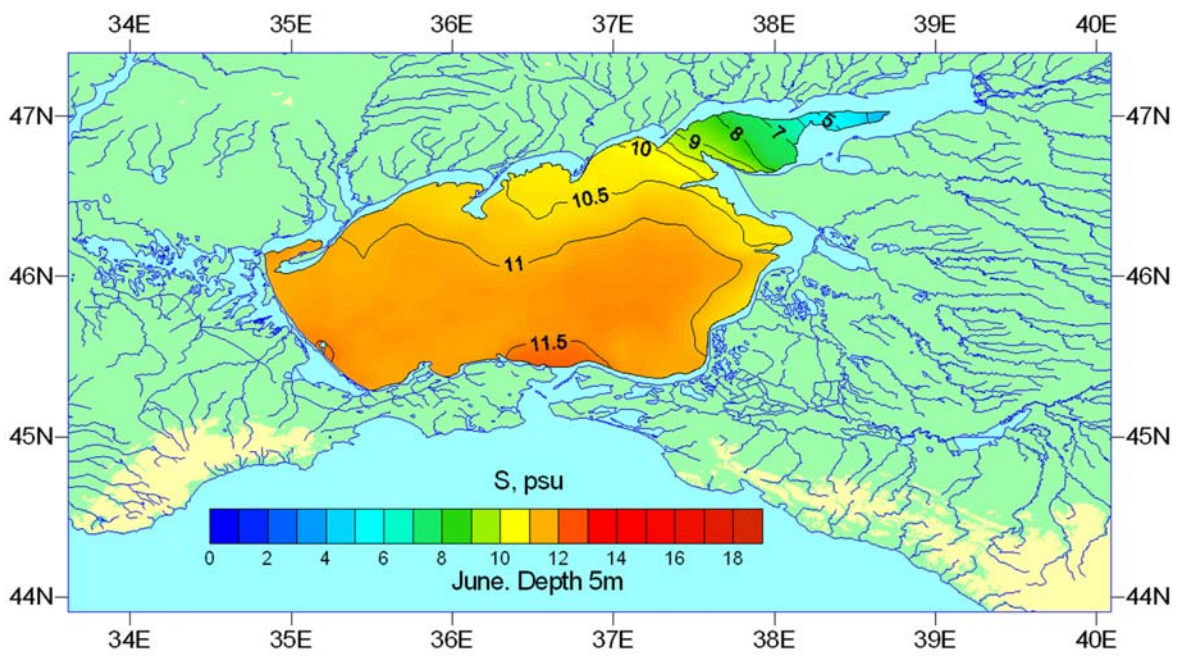 34E 35E 36E 37E 38E 39E 40E
47N 47N
5
7
8
9
10
10.5
46N 46N
11
11.5
45N 45N
S, psu
0 2 4 6 8 10 12 14 16 18
June. Depth 5m
44N 44N
34E 35E 36E 37E 38E 39E 40E